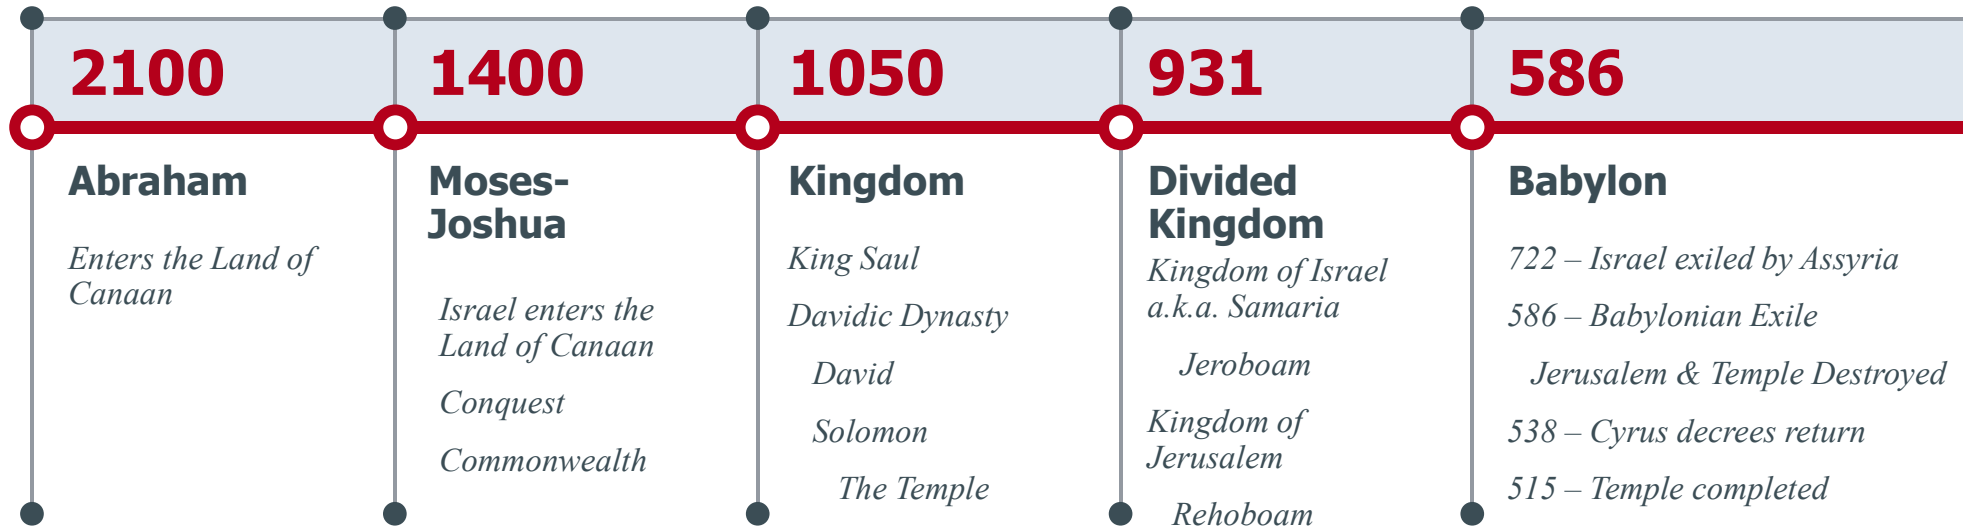 2100
1400
1050
931
586
Abraham
Enters the Land of
Canaan
Moses-
Joshua
Israel enters the
Land of Canaan
Conquest
Commonwealth
Kingdom
King Saul
Davidic Dynasty
David
Solomon
The Temple
Divided
Kingdom
Kingdom of Israel
a.k.a. Samaria
Jeroboam
Kingdom of
Jerusalem
Rehoboam
Babylon
722 – Israel exiled by Assyria
586 – Babylonian Exile
Jerusalem & Temple Destroyed
538 – Cyrus decrees return
515 – Temple completed